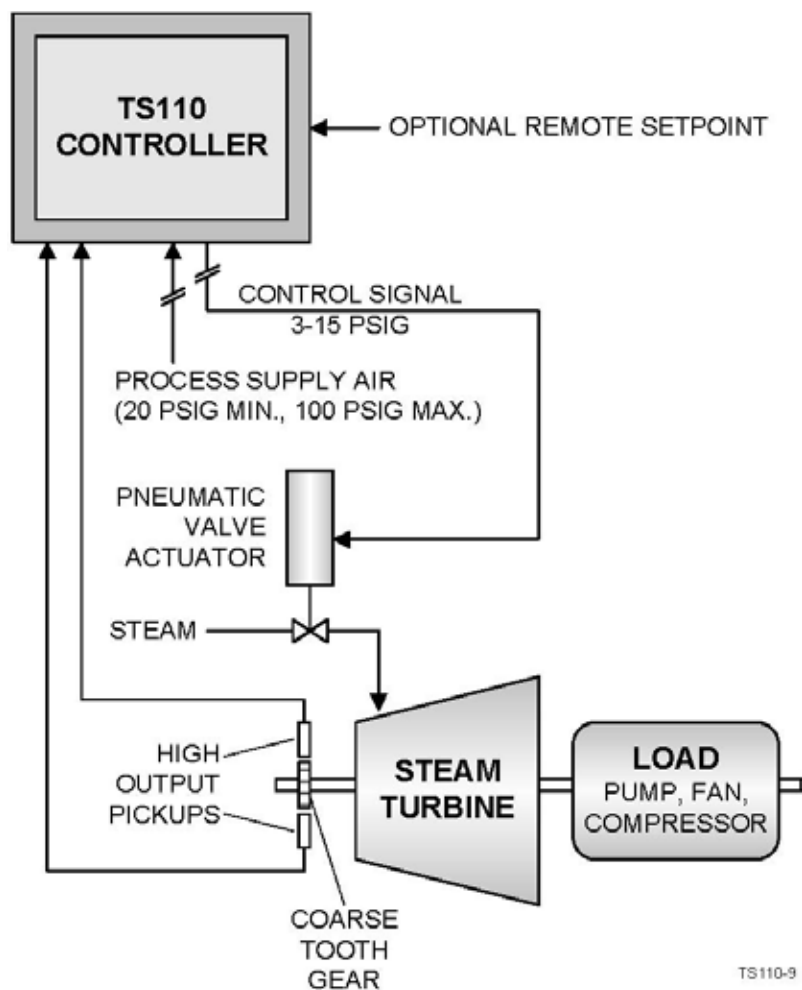 TS110
CONTROLLER
OPTIONAL REMOTE SETPOINT
CONTROL SIGNAL
3-15 PSIG
PROCESS SUPPLY AIR
(20 PSIG MIN., 100 PSIG MAX.)
PNEUMATIC
VALVE
ACTUATOR
STEAM
HIGH
OUTPUT
PICKUPS
STEAM
TURBINE
LOAD
PUMP, FAN,
COMPRESSOR
COARSE
TOOTH
GEAR
TS110-9